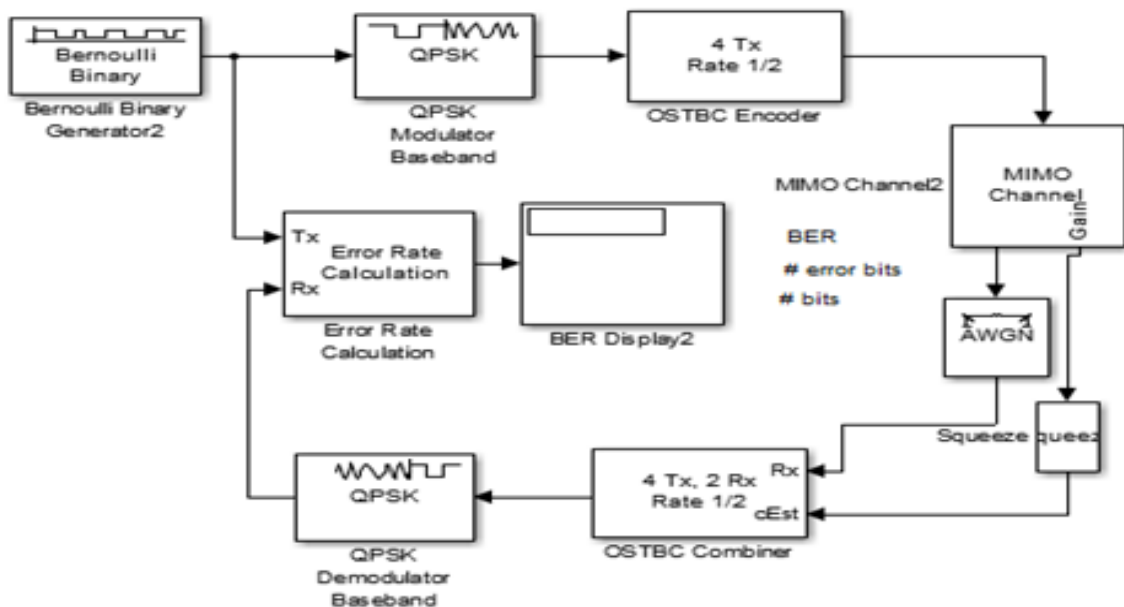 Bernoulli
Binary
Bernoulli Binary
Generator2
QPSK
QPSK
Modulator
Baseband
4 Tx
Rate 1/2
OSTBC Encoder
MIMO Channel2
MIMO
Channel
Gain
Tx
Rx
Error Rate
Calculation
Error Rate
Calculation
BER Display2
BER
# error bits
# bits
AWGN
Squeeze
queez
QPSK
QPSK
Demodulator
Baseband
4 Tx, 2 Rx
Rate 1/2
Rx
cEst
OSTBC Combiner